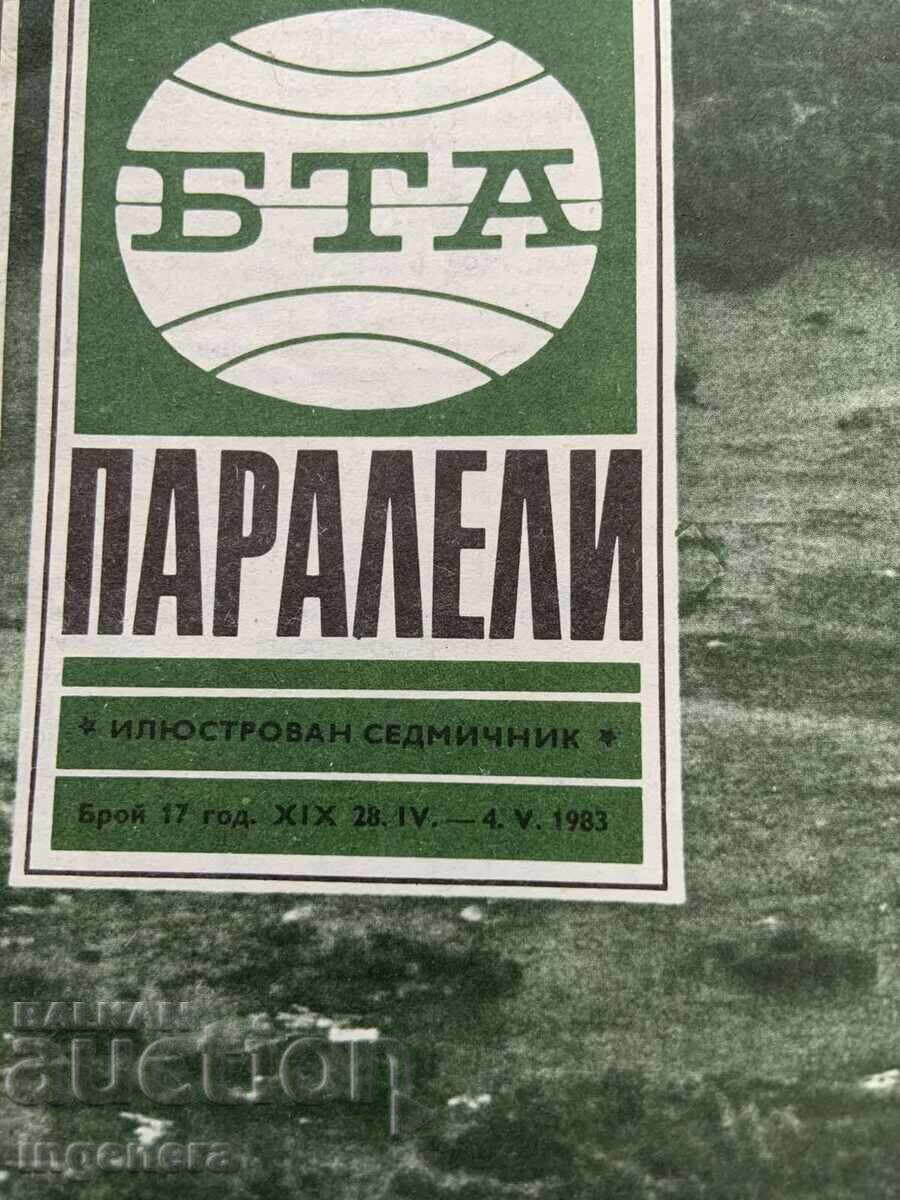 БТА
ПАРАЛЕЛИ
* ИЛЮСТРОВАН СЕДМИЧНИК *
Брой 17 год. XIX 28. IV. — 4. V. 1983
BALKAN
auction
ingenera